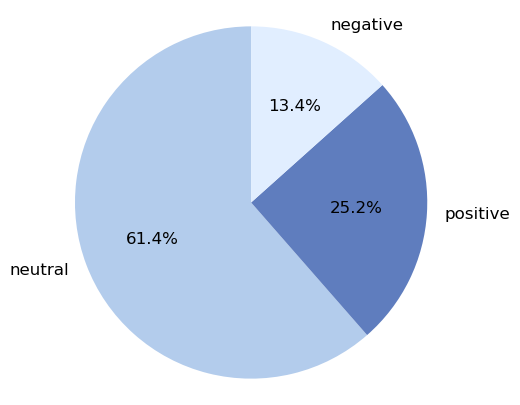 negative
13.4%
25.2%
positive
61.4%
neutral